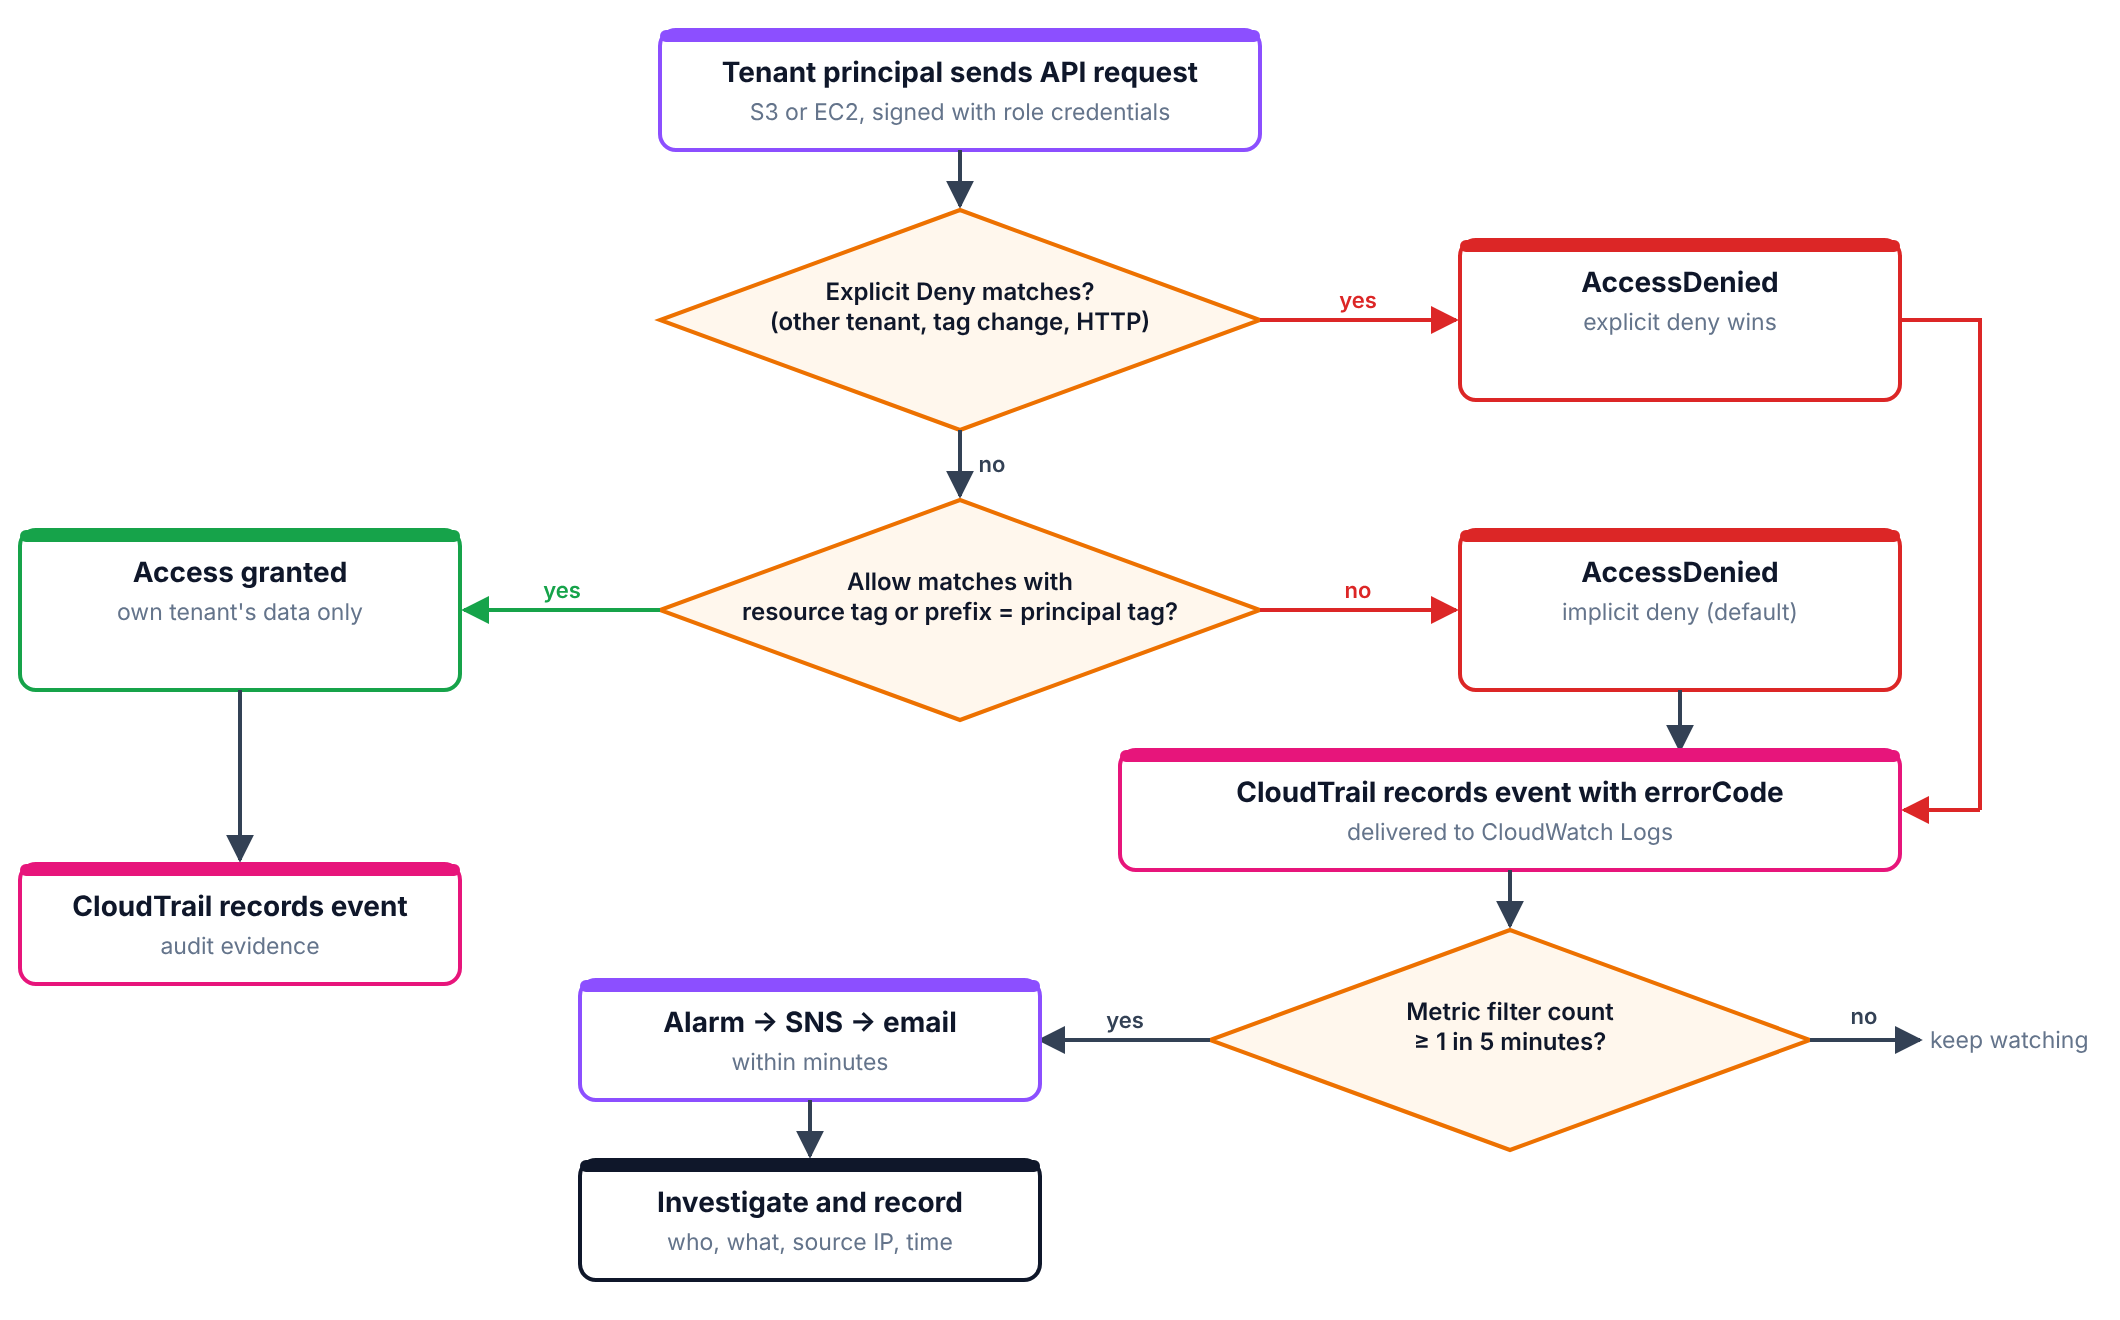 Tenant principal sends API request
S3 or EC2, signed with role credentials
Explicit Deny matches?
(other tenant, tag change, HTTP)
yes
AccessDenied
explicit deny wins
no
Access granted
own tenant's data only
yes
Allow matches with
resource tag or prefix = principal tag?
no
AccessDenied
implicit deny (default)
CloudTrail records event with errorCode
delivered to CloudWatch Logs
CloudTrail records event
audit evidence
Alarm → SNS → email
within minutes
yes
Metric filter count
≥ 1 in 5 minutes?
no
keep watching
Investigate and record
who, what, source IP, time